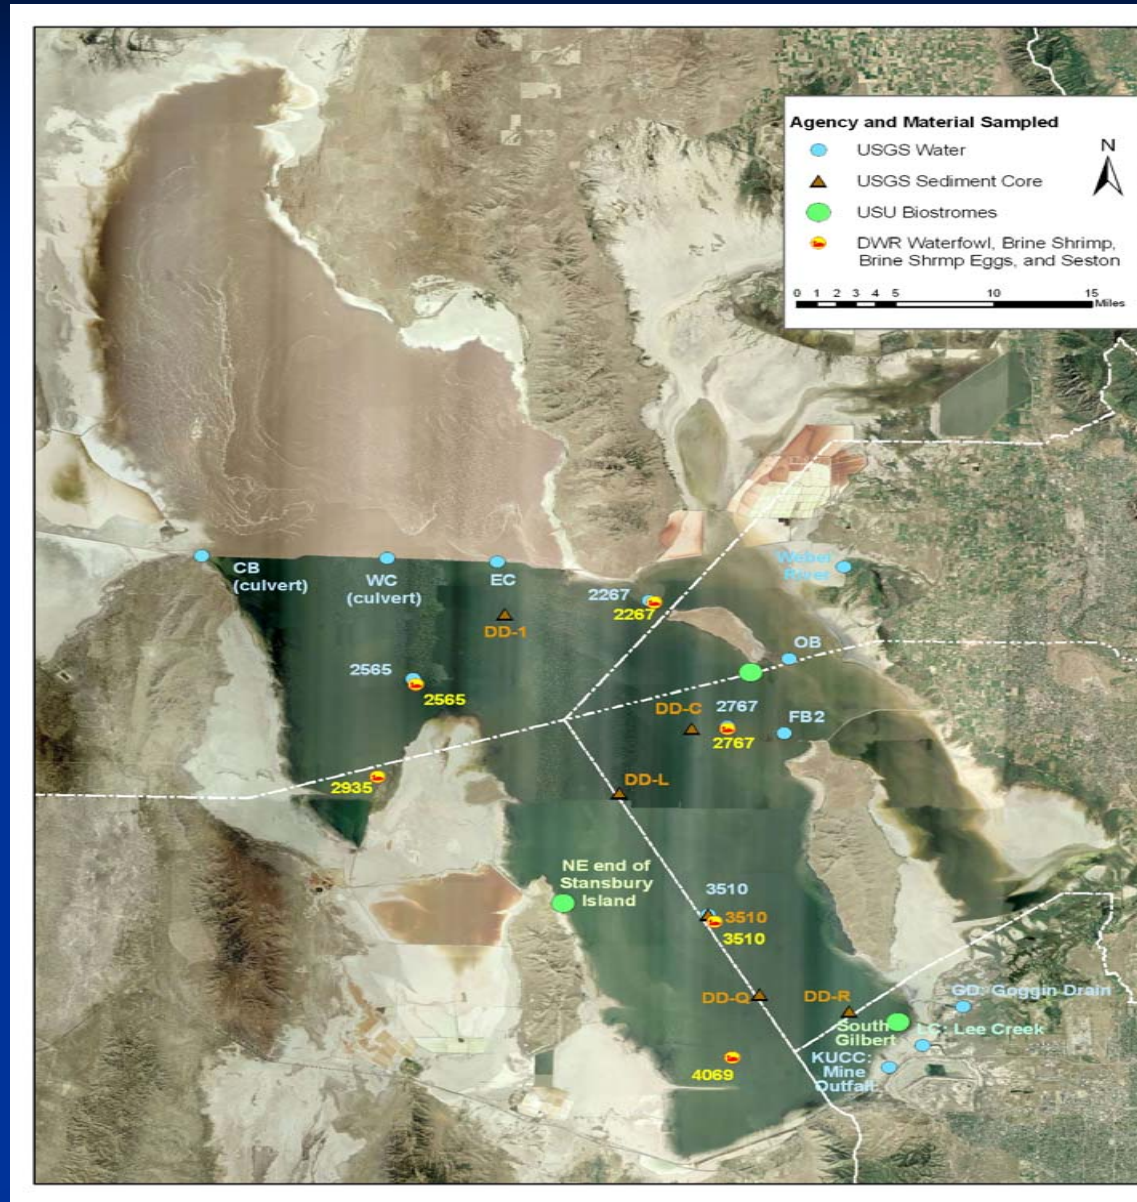 Agency and Material Sampled
N
USGS Water
USGS Sediment Core
USU Biostromes
DWR Waterfowl, Brine Shrimp,
Brine Shrmp Eggs, and Seston
0 1 2 3 4 5 10 15
Miles
CB
(culvert)
WC
(culvert)
EC
Weber
River
2267
2267
DD-1
OB
2565
2565
DD-C
2767
FB2
2767
2935
DD-L
NE end of
Stansbury
Island
3510
3510
3510
DD-Q
DD-R
GD: Goggin Drain
South
Gilbert
LC: Lee Creek
KUCC:
Mine
Outfall
4069